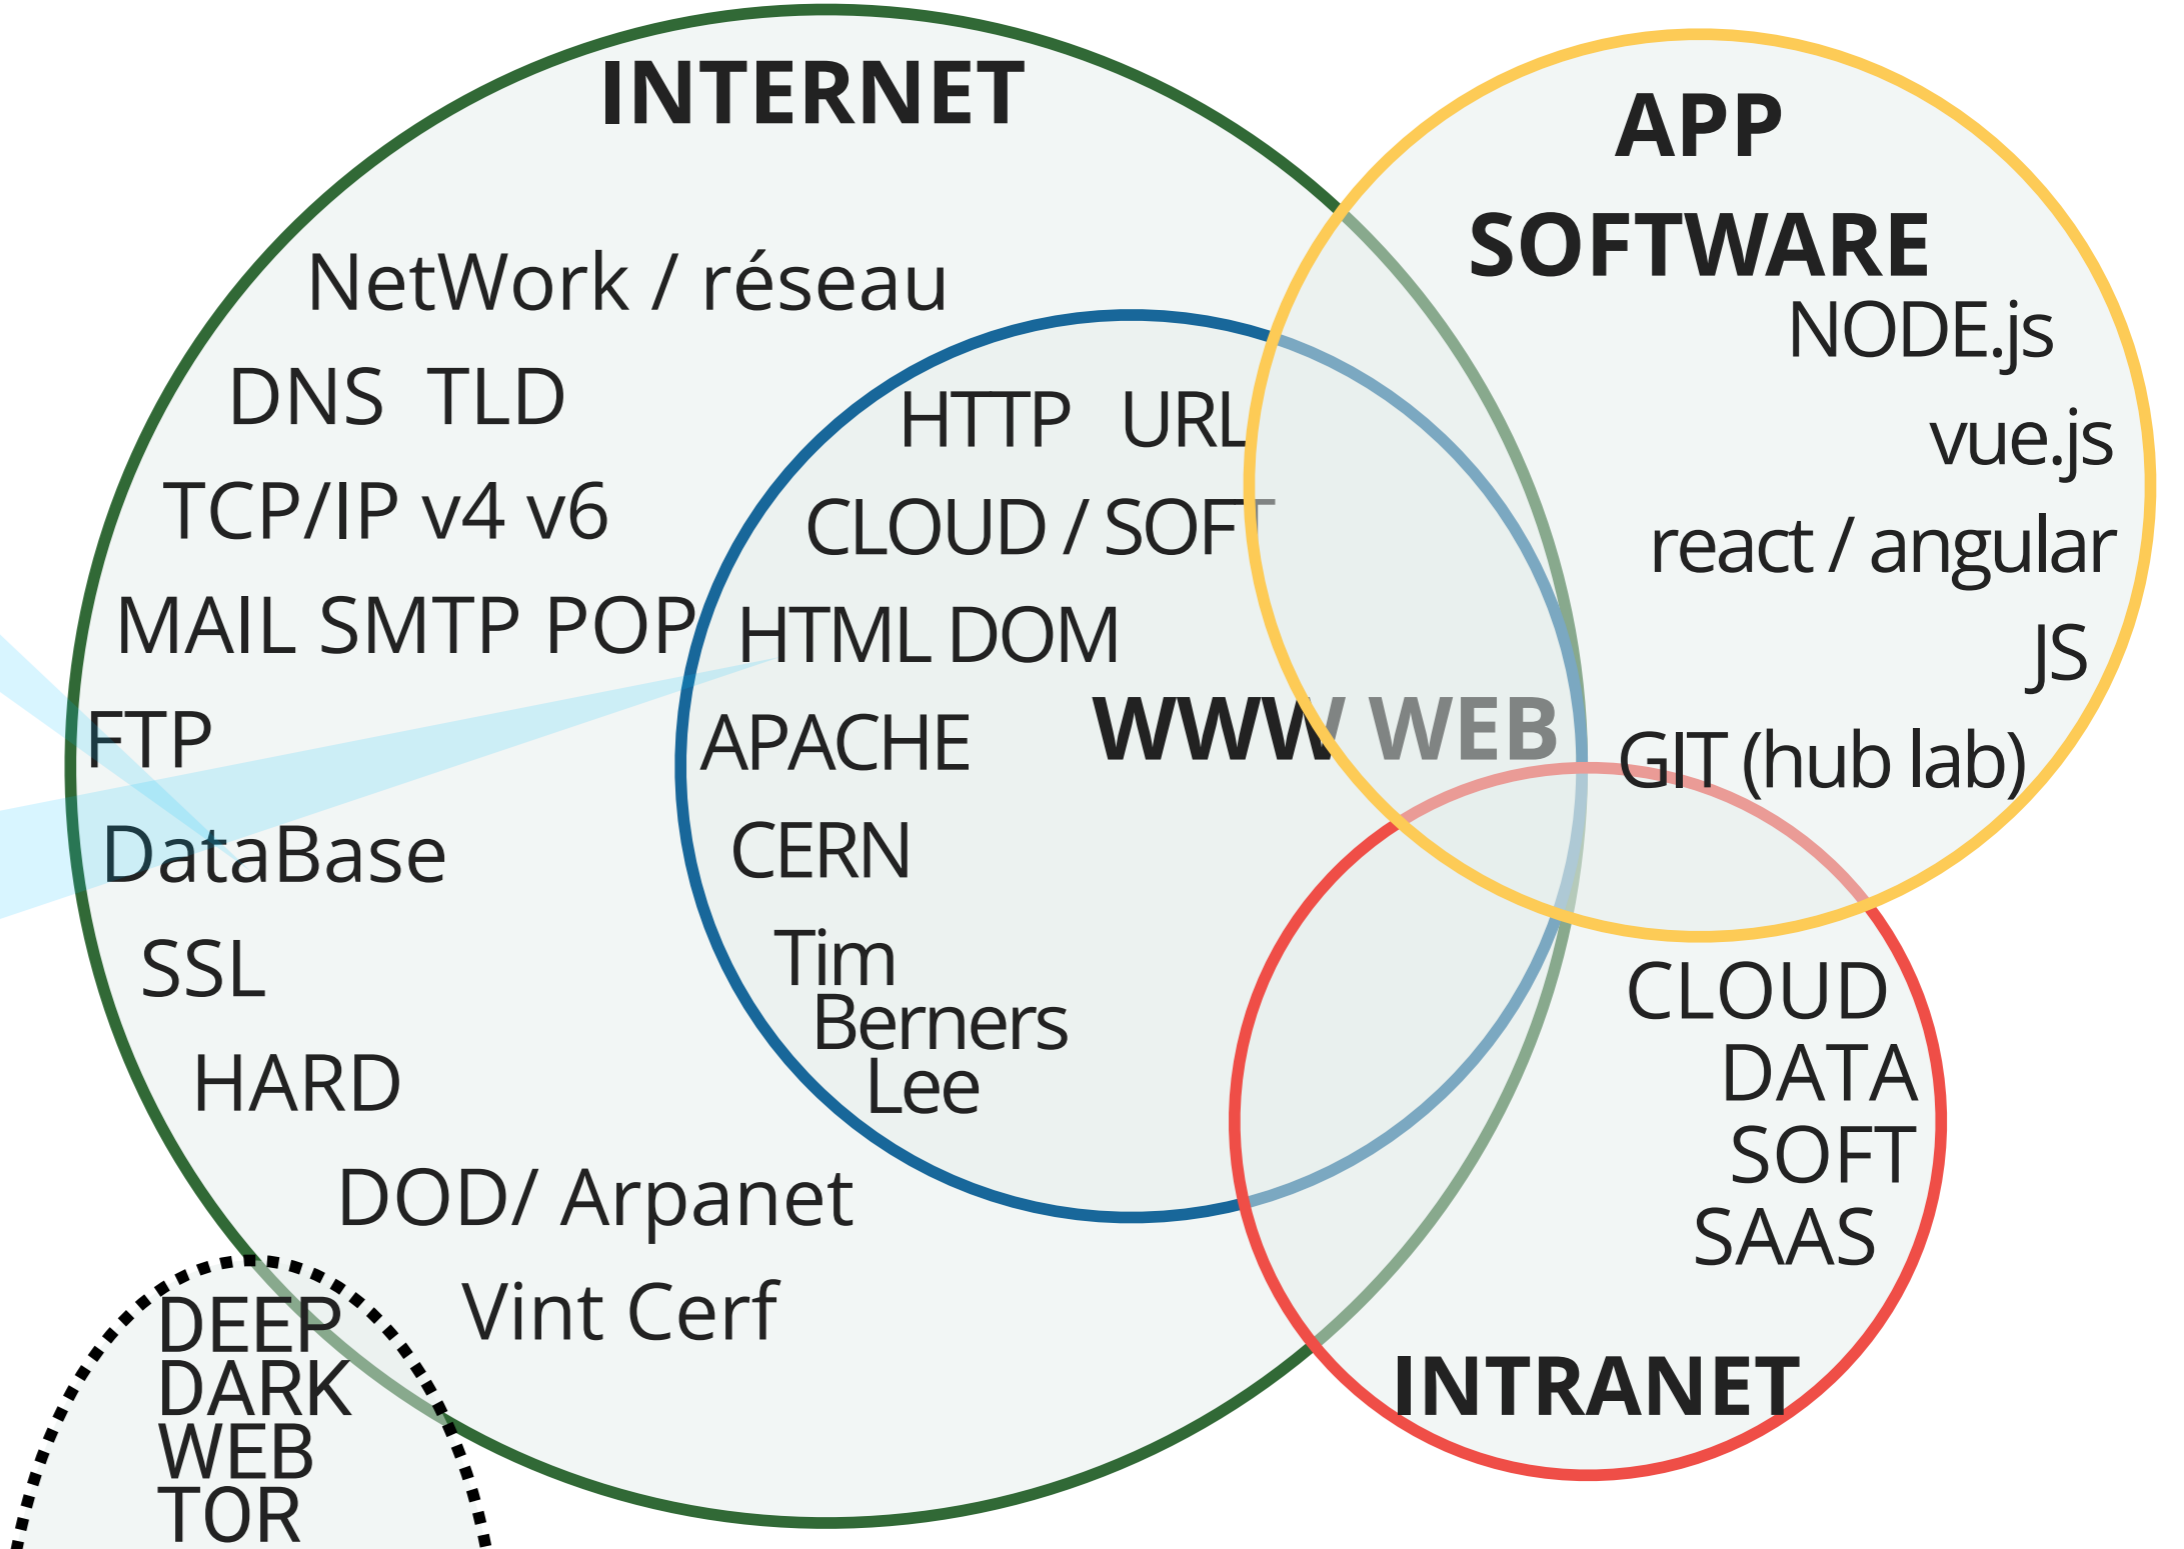 INTERNET
NetWork / réseau
DNS TLD
TCP/IP v4 v6
MAIL SMTP POP
FTP
DataBase
SSL
HARD
DOD/ Arpanet
Vint Cerf
HTTP URL
CLOUD / SOFT
HTML DOM
WWW WEB
APACHE
CERN
Tim
Berners
Lee
APP
SOFTWARE
NODE.js
vue.js
react / angular
JS
GIT (hub lab)
CLOUD
DATA
SOFT
SAAS
INTRANET
DEEP
DARK
WEB
TOR